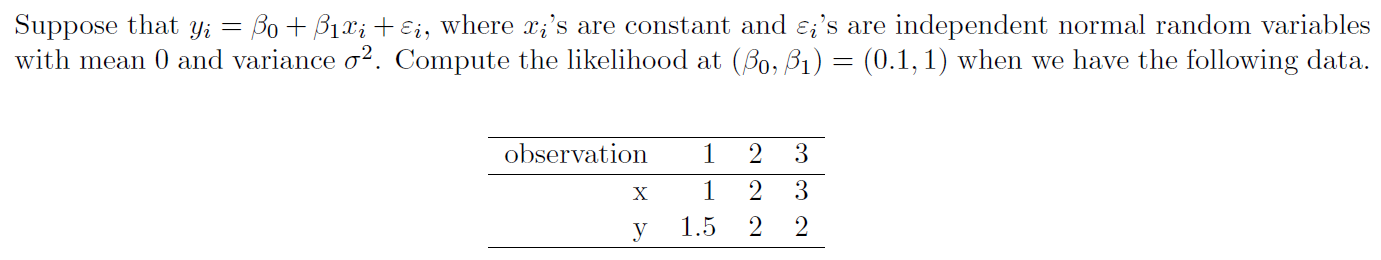 Suppose that yᵢ = β₀ + β₁xᵢ + εᵢ, where xᵢ's are constant and εᵢ's are independent normal random variables
with mean 0 and variance σ². Compute the likelihood at (β₀, β₁) = (0.1, 1) when we have the following data.
observation 1 2 3
x 1 2 3
y 1.5 2 2